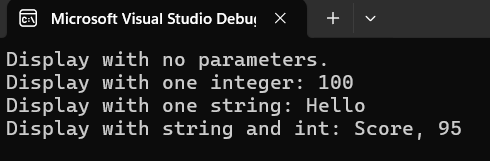 Microsoft Visual Studio Debu
Display with no parameters.
Display with one integer: 100
Display with one string: Hello
Display with string and int: Score, 95